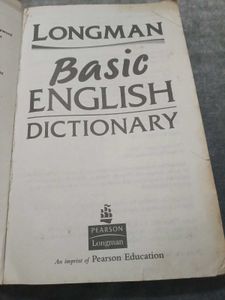 LONGMAN
Basic
ENGLISH
DICTIONARY
PEARSON
Longman
An imprint of Pearson Education